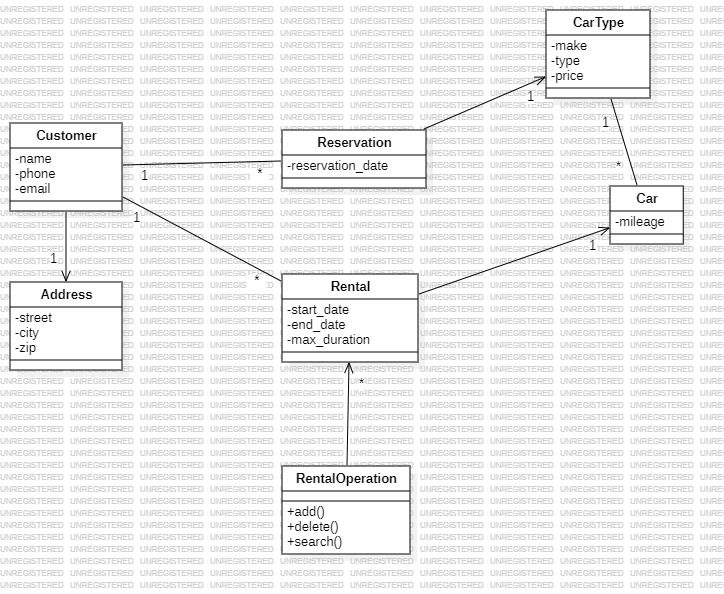 CarType
-make
-type
-price
1
1
*
Customer
-name
-phone
-email
1
*
Reservation
-reservation_date
Car
-mileage
1
1
*
1
Address
-street
-city
-zip
Rental
-start_date
-end_date
-max_duration
*
RentalOperation
+add()
+delete()
+search()
UNREGISTERED